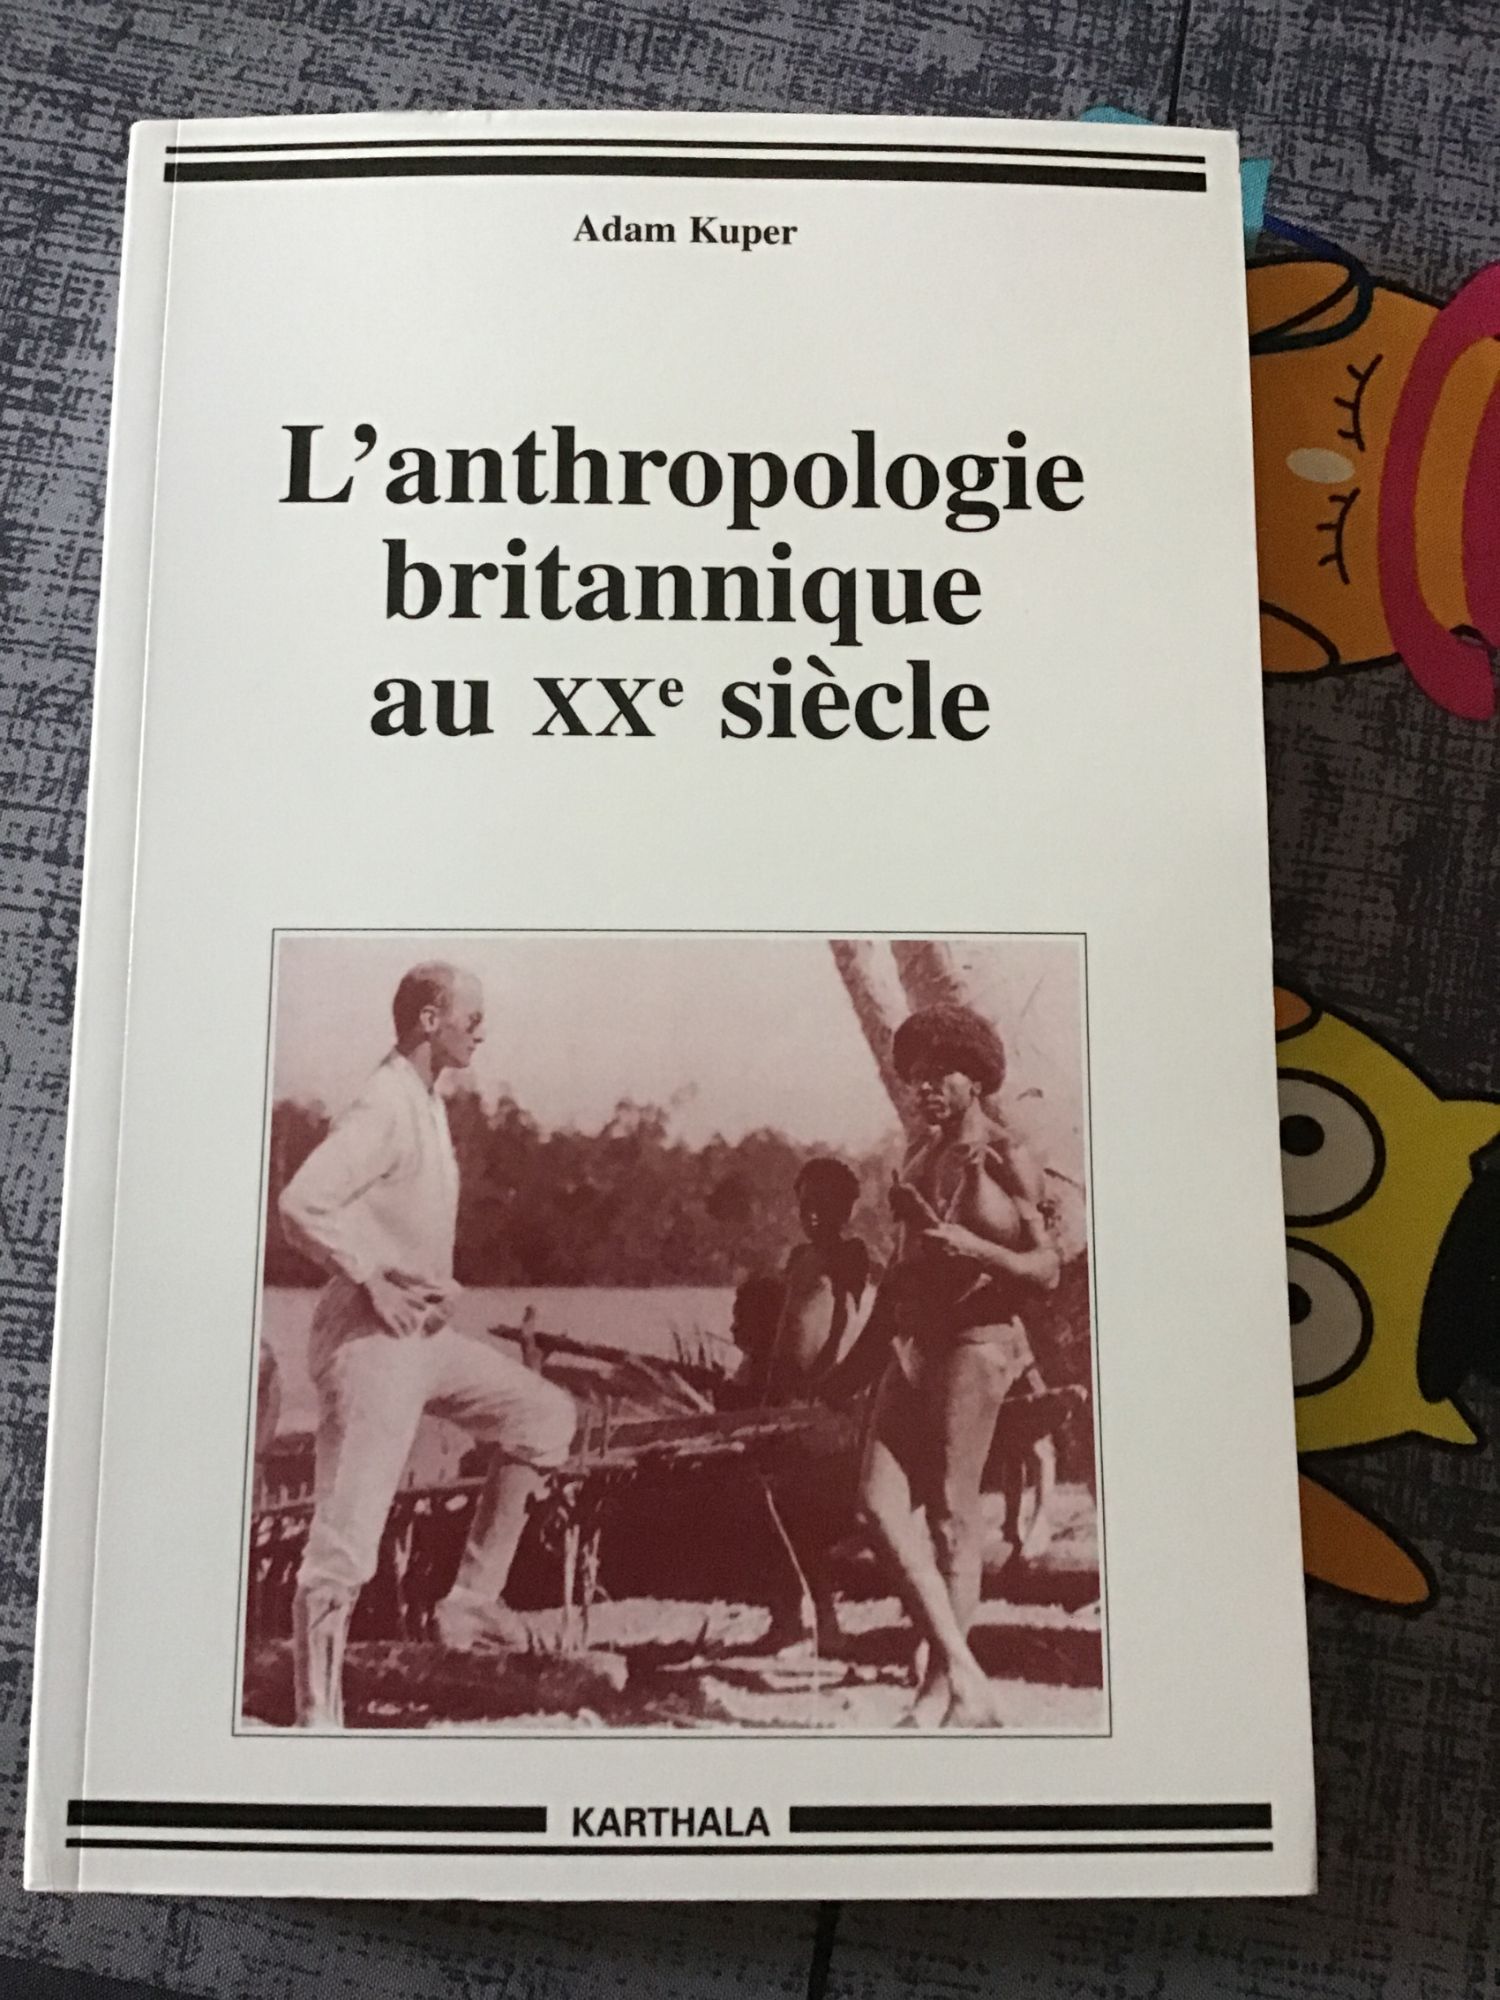 Adam Kuper
L'anthropologie
britannique
au XXe siècle
KARTHALA